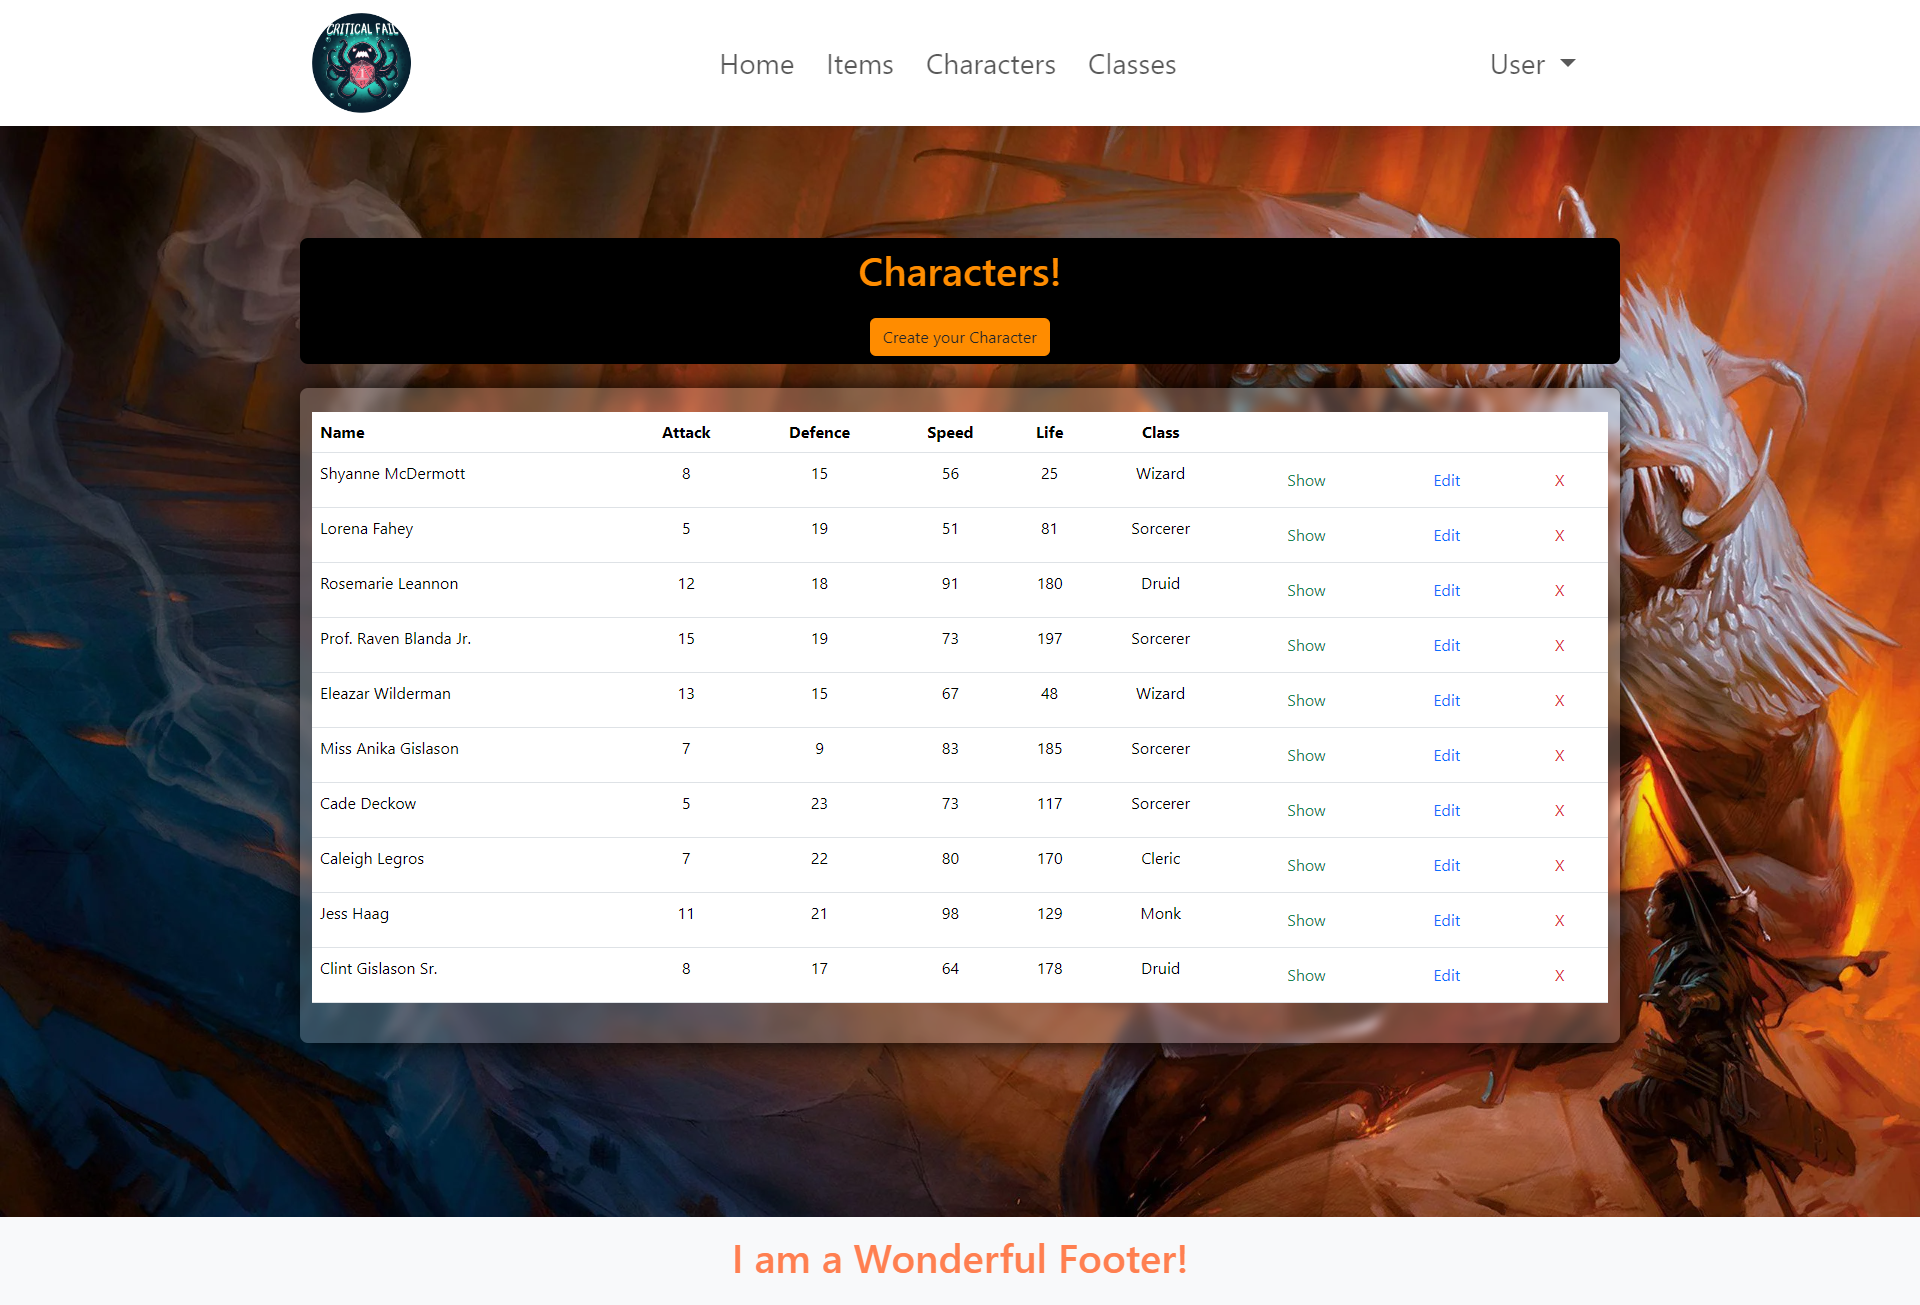 CRITICAL FAIL
1
Home Items Characters Classes User
Characters!
Create your Character
Name Attack Defence Speed Life Class
Shyanne McDermott 8 15 56 25 Wizard Show Edit X
Lorena Fahey 5 19 51 81 Sorcerer Show Edit X
Rosemarie Leannon 12 18 91 180 Druid Show Edit X
Prof. Raven Blanda Jr. 15 19 73 197 Sorcerer Show Edit X
Eleazar Wilderman 13 15 67 48 Wizard Show Edit X
Miss Anika Gislason 7 9 83 185 Sorcerer Show Edit X
Cade Deckow 5 23 73 117 Sorcerer Show Edit X
Caleigh Legros 7 22 80 170 Cleric Show Edit X
Jess Haag 11 21 98 129 Monk Show Edit X
Clint Gislason Sr. 8 17 64 178 Druid Show Edit X
I am a Wonderful Footer!